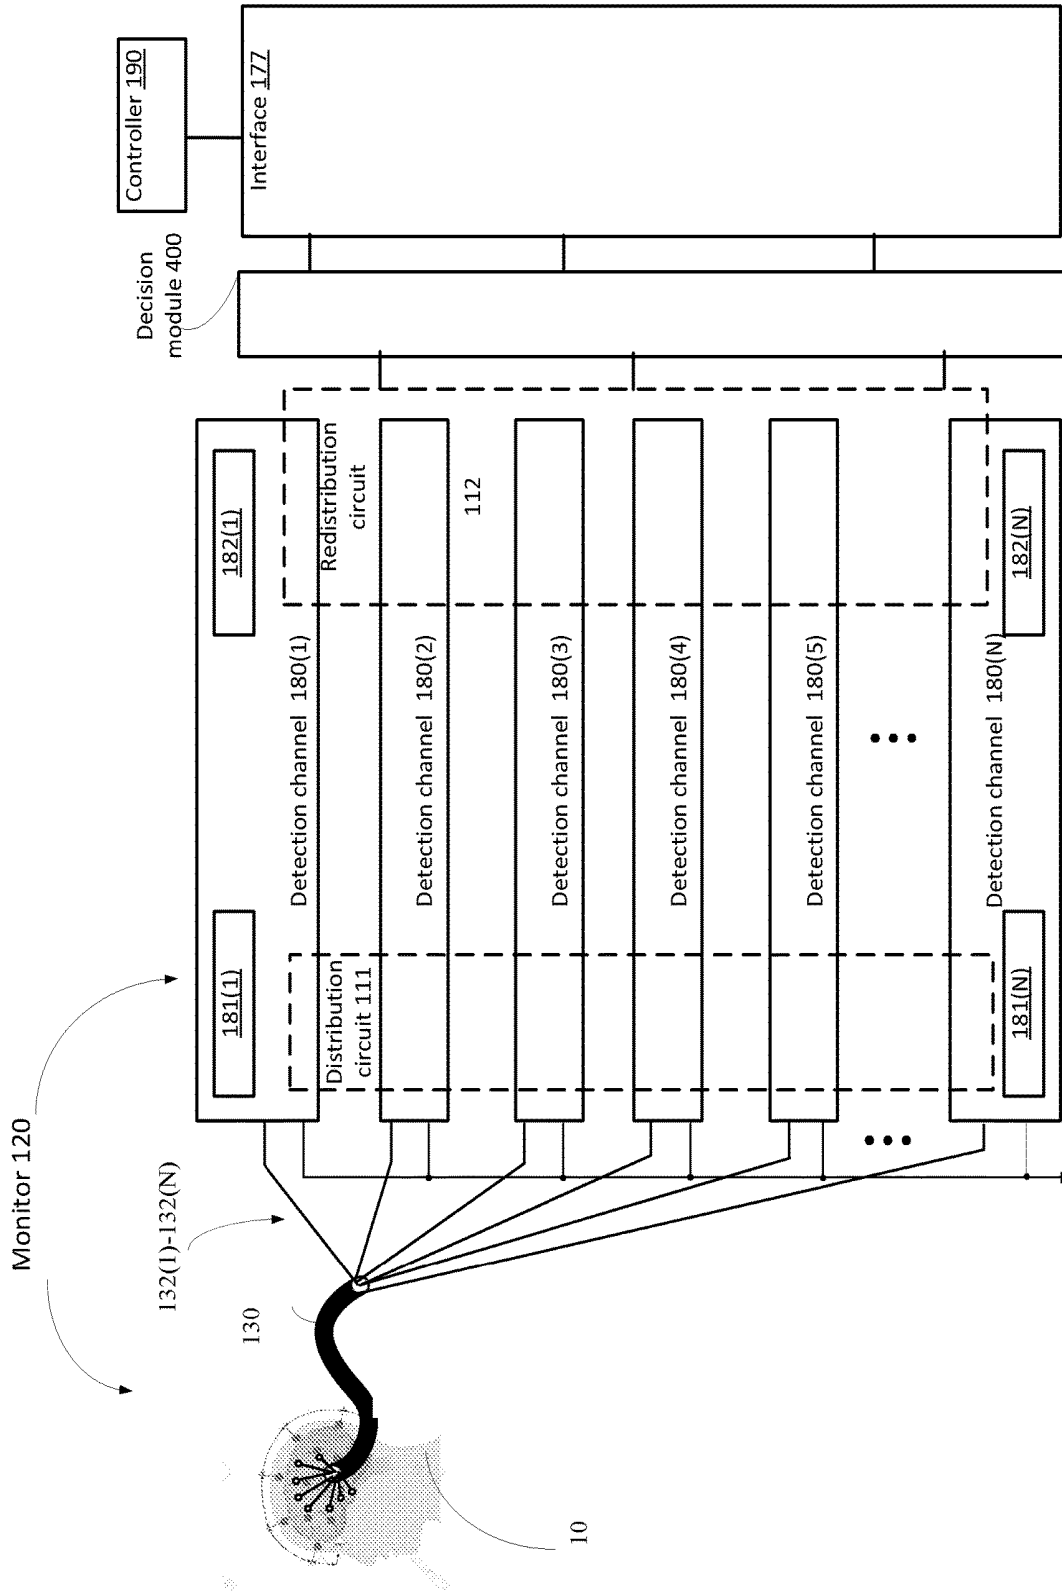 Monitor 120
132(1)-132(N)
130
10
181(1)
182(1)
Detection channel 180(1)
Distribution
circuit 111
Redistribution
circuit
112
Detection channel 180(2)
Detection channel 180(3)
Detection channel 180(4)
Detection channel 180(5)
Detection channel 180(N)
181(N)
182(N)
Decision
module 400
Controller 190
Interface 177